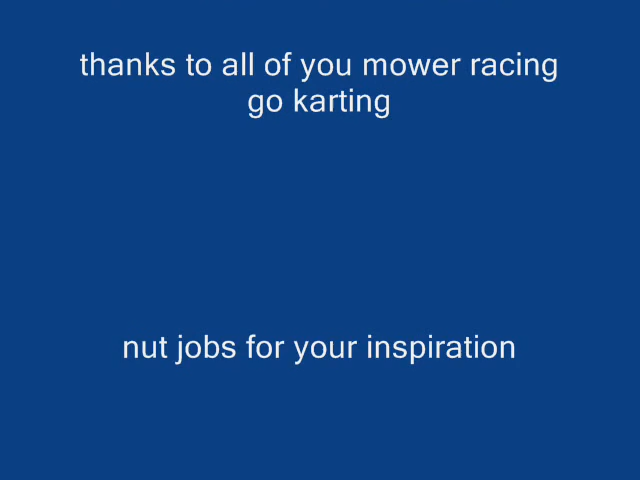 thanks to all of you mower racing
go karting
nut jobs for your inspiration